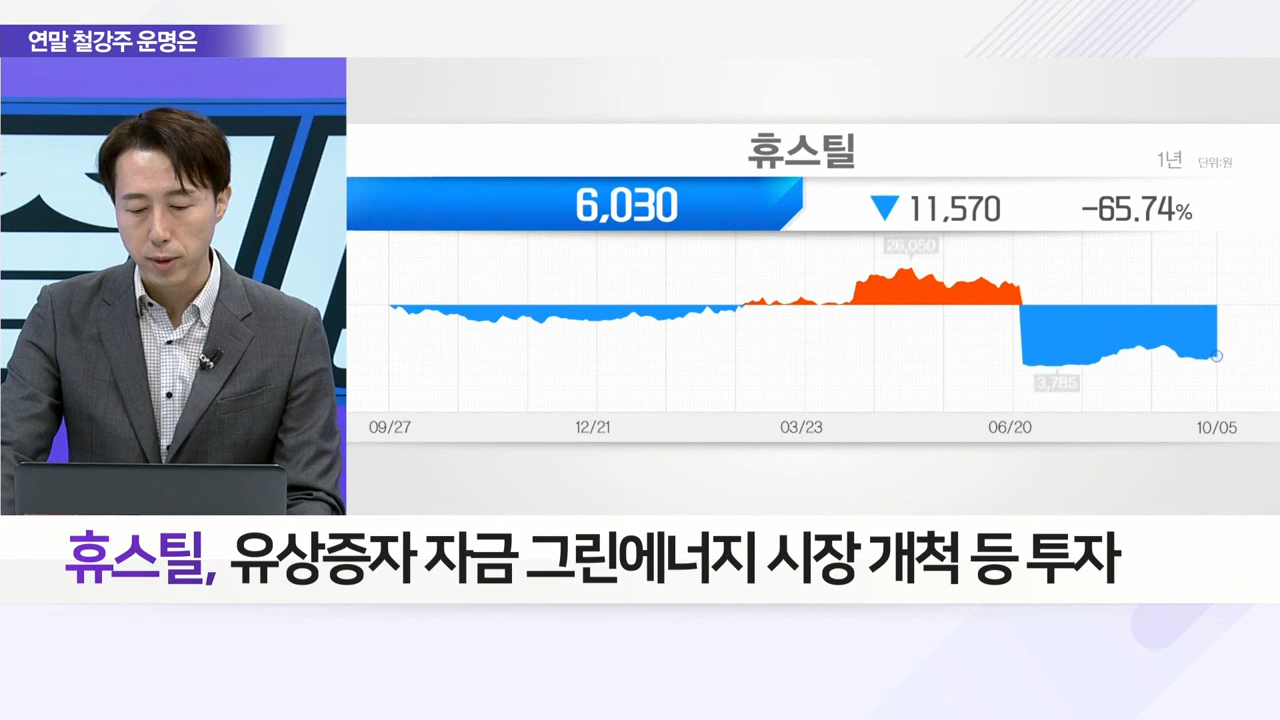 연말 철강주 운명은
휴스틸
1년 단위:원
6,030 ▼ 11,570 -65.74%
26,050
3,785
09/27 12/21 03/23 06/20 10/05
휴스틸, 유상증자 자금 그린에너지 시장 개척 등 투자